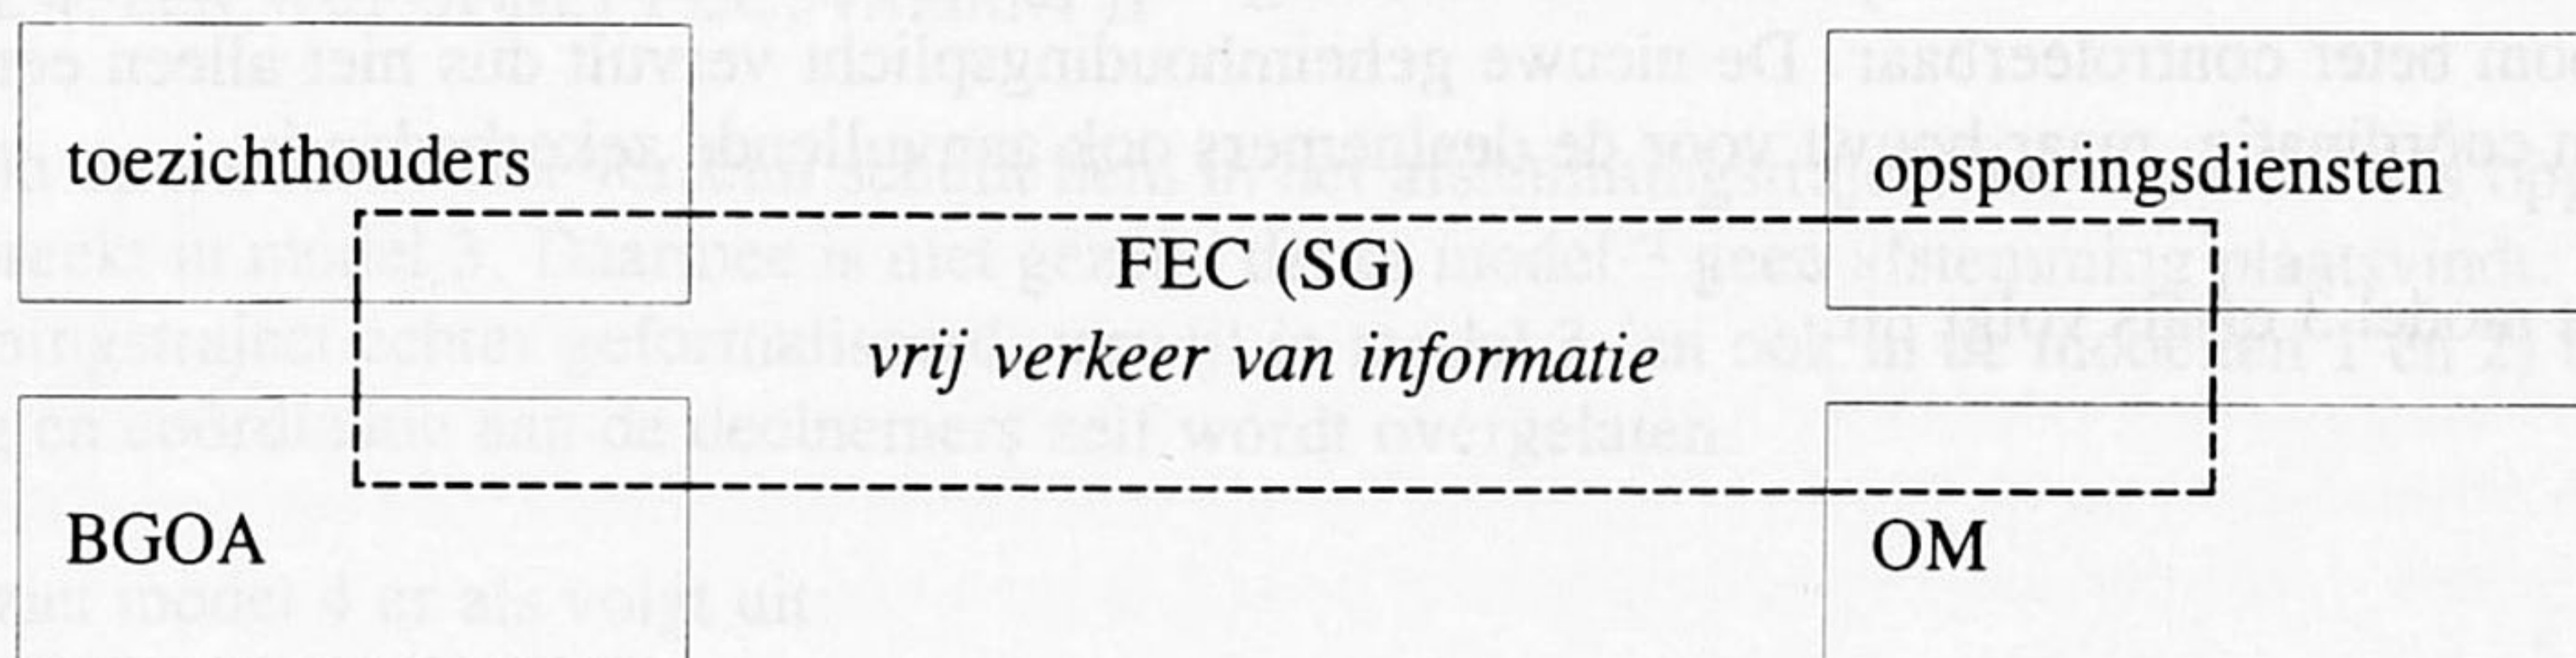 toezichthouders
opsporingsdiensten
FEC (SG)
vrij verkeer van informatie
BGOA
OM